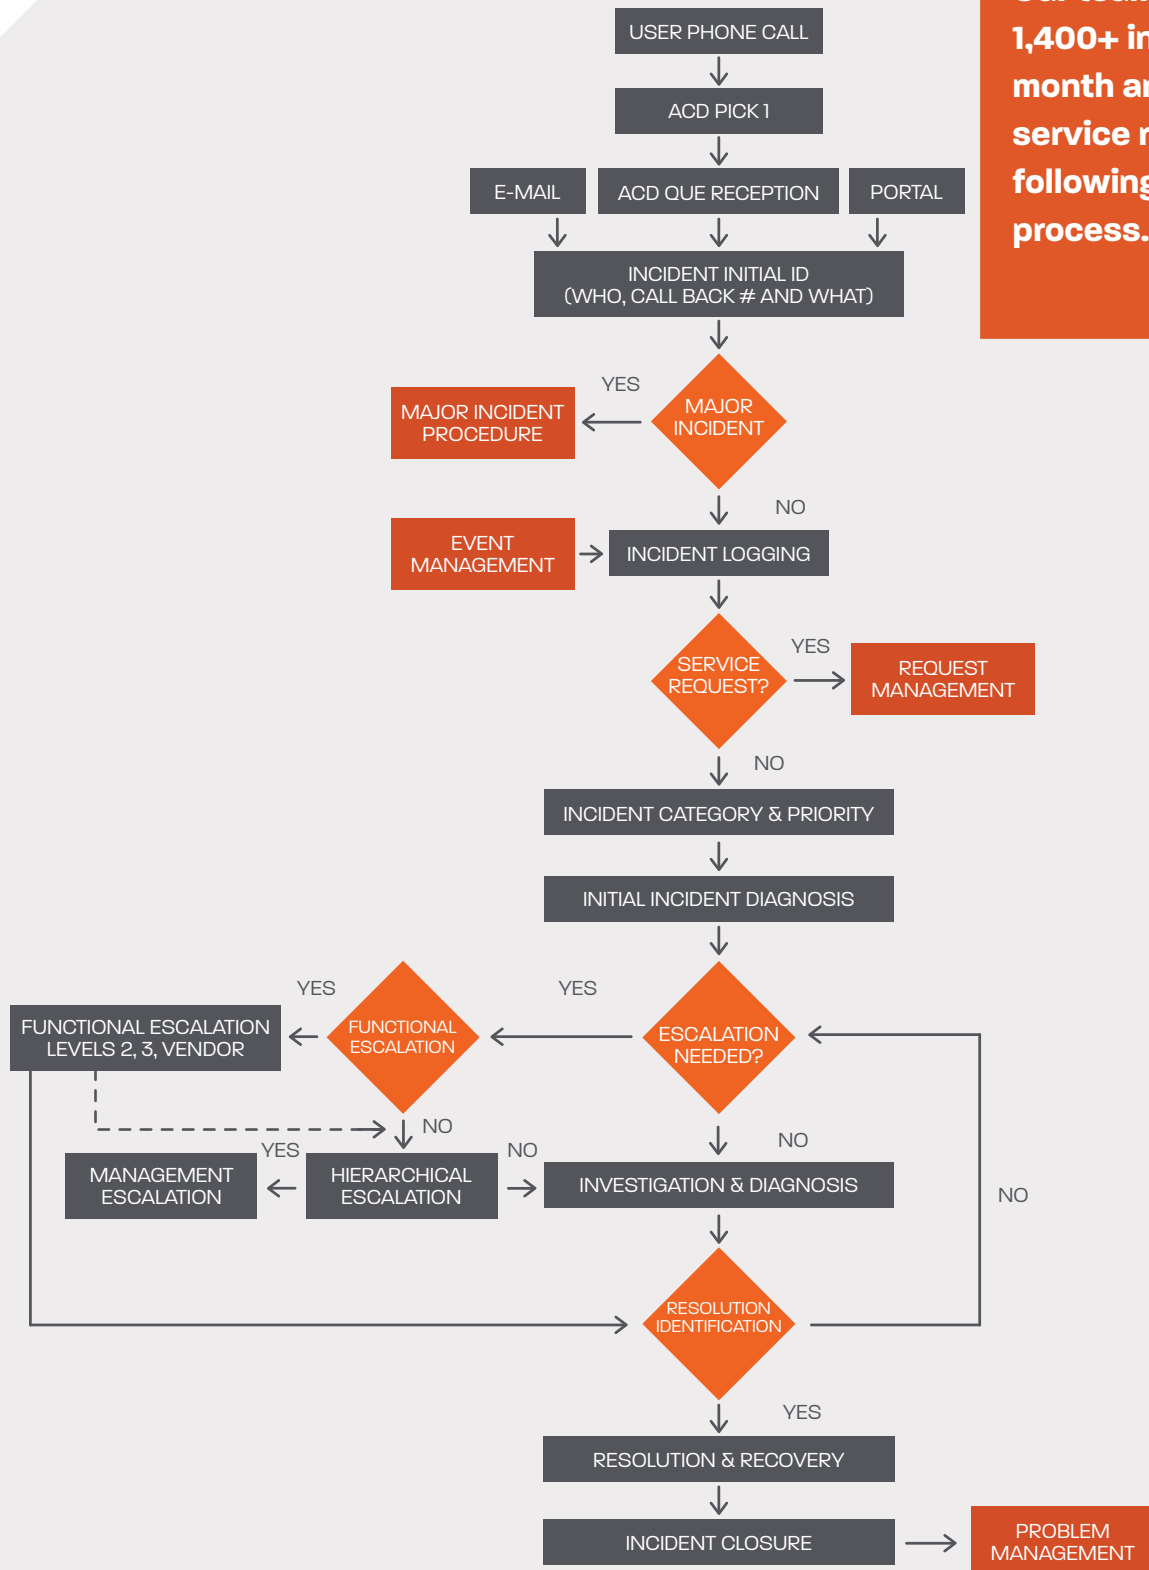 USER PHONE CALL
1,400+
month
service
following
process.
ACD PICK 1
E-MAIL
ACD QUE RECEPTION
PORTAL
INCIDENT INITIAL ID
(WHO, CALL BACK # AND WHAT)
YES
MAJOR
INCIDENT
MAJOR INCIDENT
PROCEDURE
NO
EVENT
MANAGEMENT
INCIDENT LOGGING
SERVICE
REQUEST?
YES
REQUEST
MANAGEMENT
NO
INCIDENT CATEGORY & PRIORITY
INITIAL INCIDENT DIAGNOSIS
YES
YES
FUNCTIONAL ESCALATION
LEVELS 2, 3, VENDOR
FUNCTIONAL
ESCALATION
ESCALATION
NEEDED?
NO
NO
YES
NO
MANAGEMENT
ESCALATION
HIERARCHICAL
ESCALATION
INVESTIGATION & DIAGNOSIS
NO
RESOLUTION
IDENTIFICATION
YES
RESOLUTION & RECOVERY
INCIDENT CLOSURE
PROBLEM
MANAGEMENT